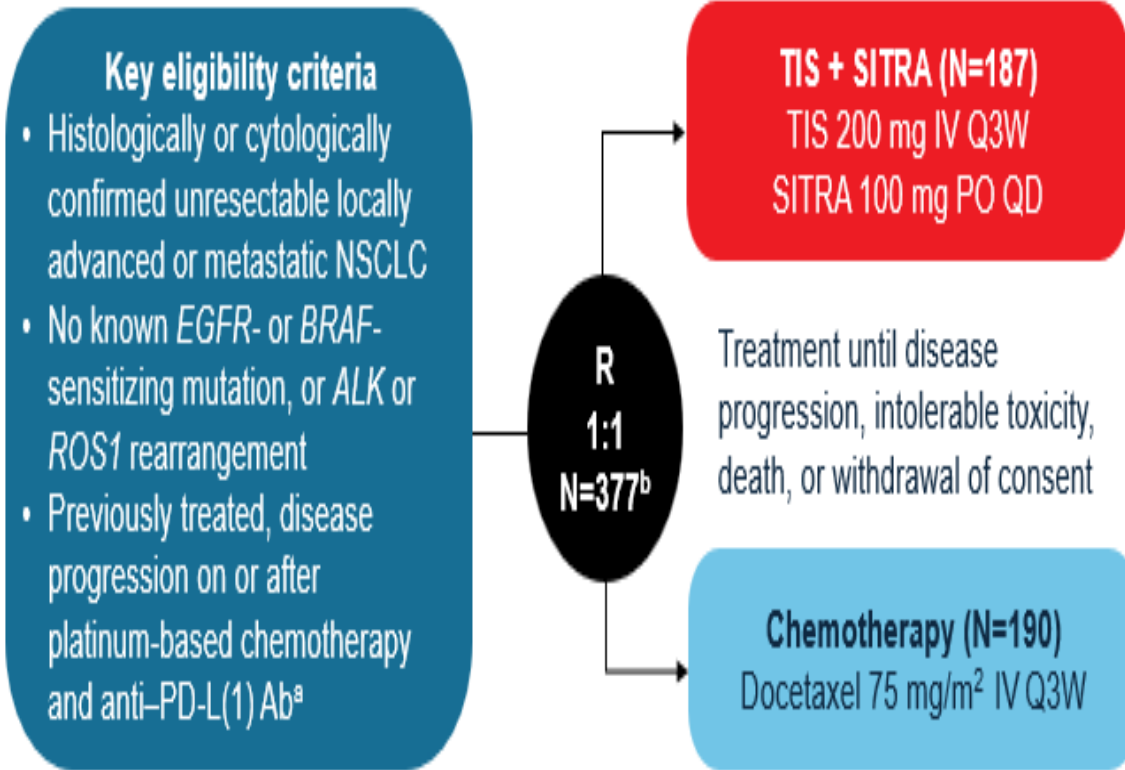 Key eligibility criteria
• Histologically or cytologically
confirmed unresectable locally
advanced or metastatic NSCLC
• No known EGFR- or BRAF-
sensitizing mutation, or ALK or
ROS1 rearrangement
• Previously treated, disease
progression on or after
platinum-based chemotherapy
and anti–PD-L(1) Abᵃ
R
1:1
N=377ᵇ
TIS + SITRA (N=187)
TIS 200 mg IV Q3W
SITRA 100 mg PO QD
Treatment until disease
progression, intolerable toxicity,
death, or withdrawal of consent
Chemotherapy (N=190)
Docetaxel 75 mg/m² IV Q3W